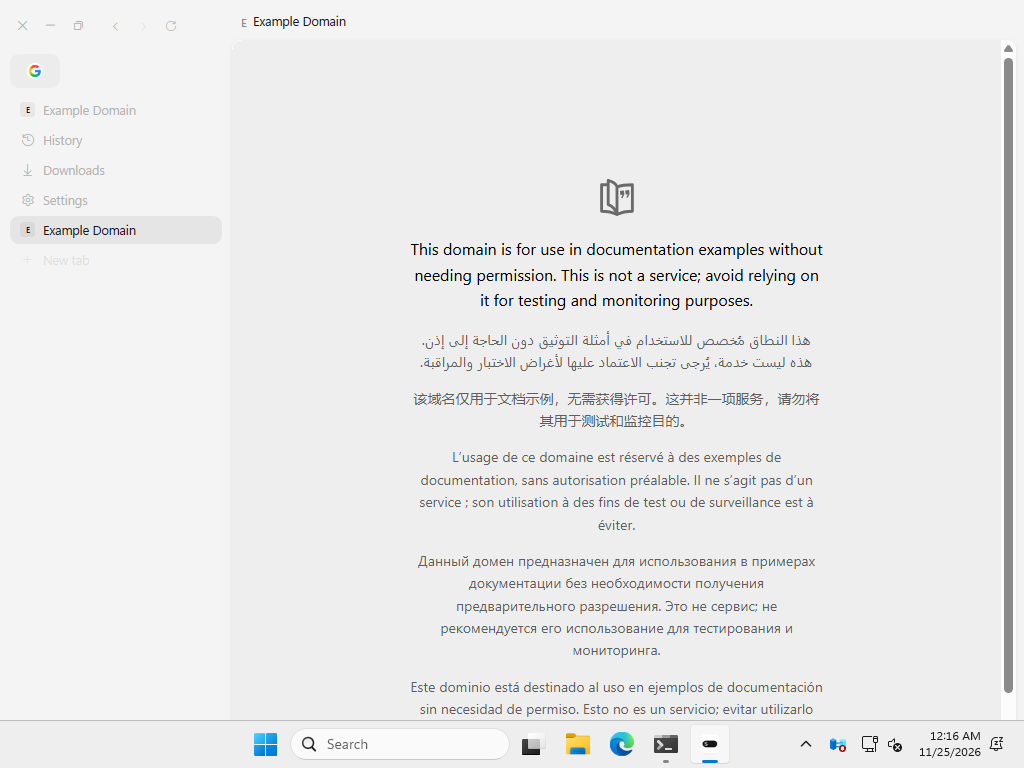 E Example Domain
G
E Example Domain
History
Downloads
Settings
E Example Domain
+ New tab
This domain is for use in documentation examples without
needing permission. This is not a service; avoid relying on
it for testing and monitoring purposes.
هذا النطاق مُخصص للاستخدام في أمثلة التوثيق دون الحاجة إلى إذن.
هذه ليست خدمة، يُرجى تجنب الاعتماد عليها لأغراض الاختبار والمراقبة.
该域名仅用于文档示例，无需获得许可。这并非一项服务，请勿将
其用于测试和监控目的。
L’usage de ce domaine est réservé à des exemples de
documentation, sans autorisation préalable. Il ne s’agit pas d’un
service ; son utilisation à des fins de test ou de surveillance est à
éviter.
Данный домен предназначен для использования в примерах
документации без необходимости получения
предварительного разрешения. Это не сервис; не
рекомендуется его использование для тестирования и
мониторинга.
Este dominio está destinado al uso en ejemplos de documentación
sin necesidad de permiso. Esto no es un servicio; evitar utilizarlo
Search
12:16 AM
11/25/2026